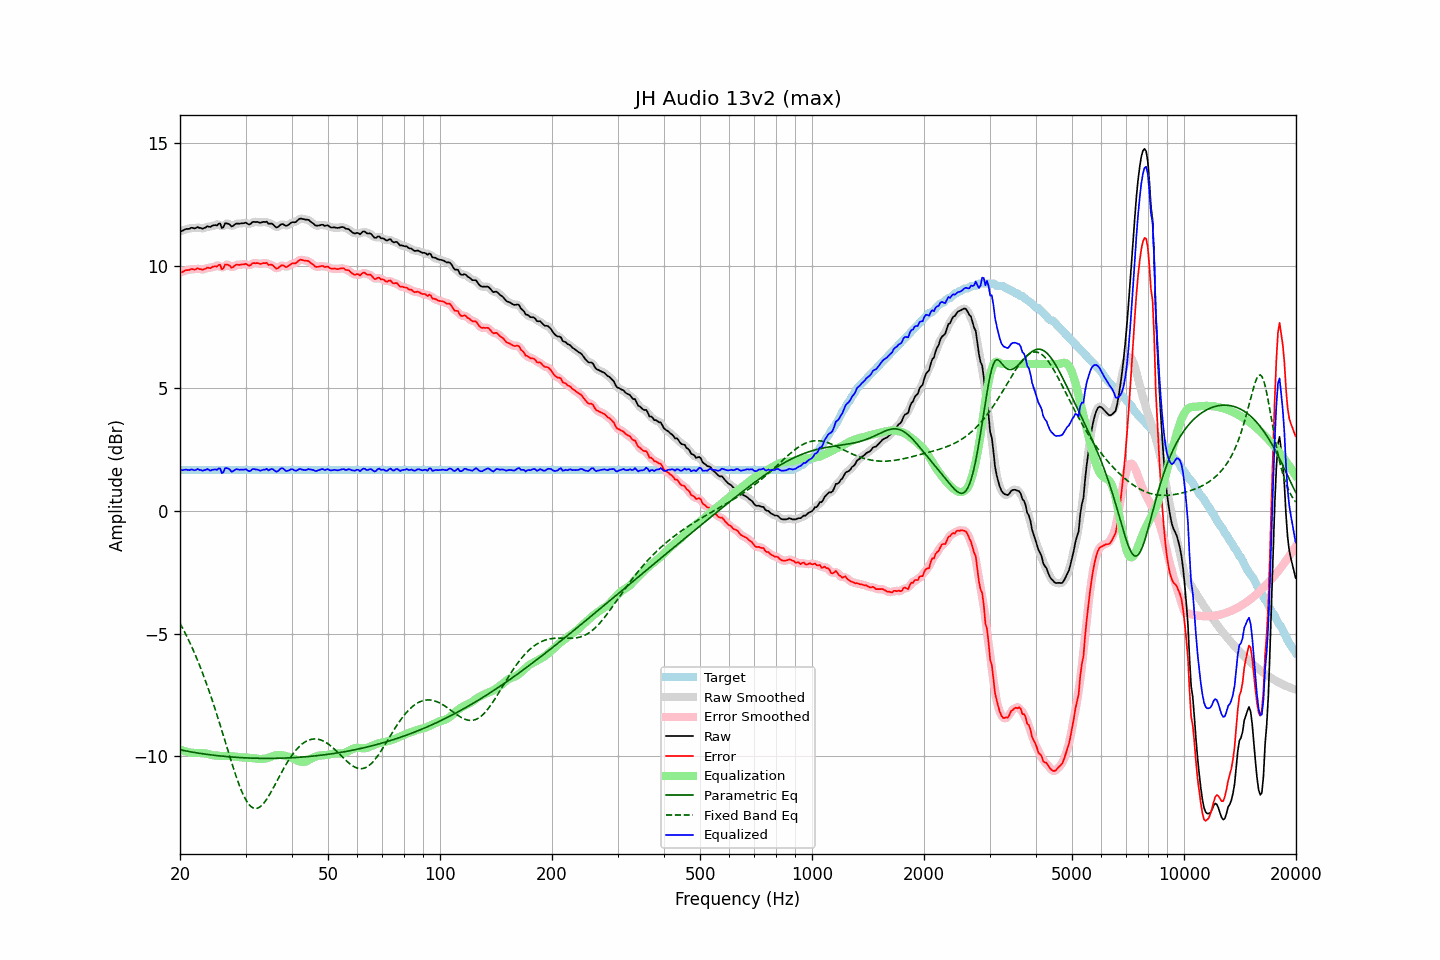 JH Audio 13v2 (max)
Amplitude (dBr)
15
10
5
0
−5
−10
Target
Raw Smoothed
Error Smoothed
Raw
Error
Equalization
Parametric Eq
Fixed Band Eq
Equalized
20 50 100 200 500 1000 2000 5000 10000 20000
Frequency (Hz)